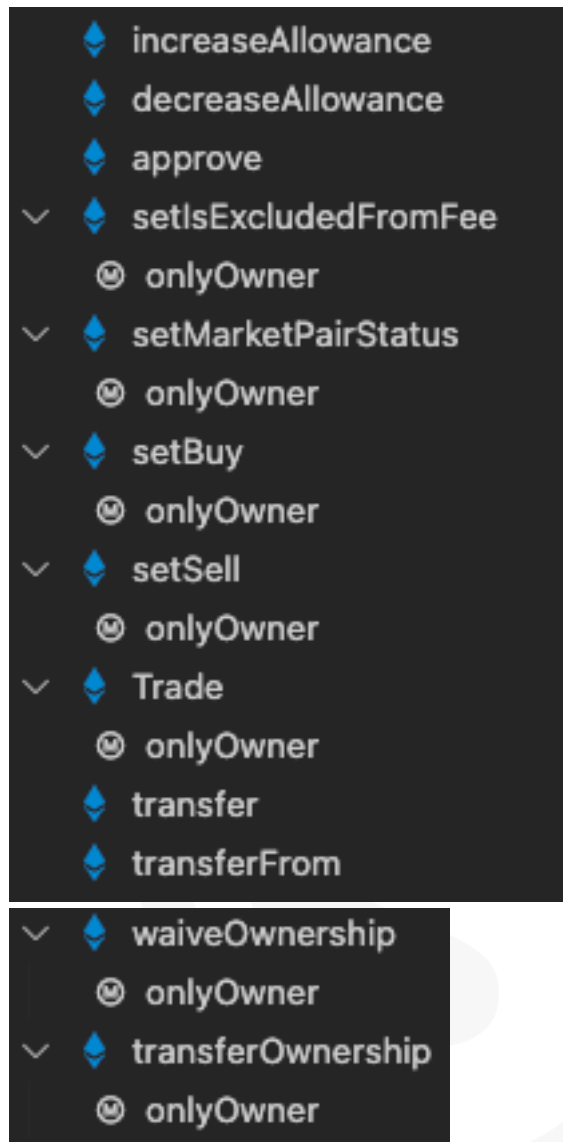 increaseAllowance
decreaseAllowance
approve
setIsExcludedFromFee
onlyOwner
setMarketPairStatus
onlyOwner
setBuy
onlyOwner
setSell
onlyOwner
Trade
onlyOwner
transfer
transferFrom
waiveOwnership
onlyOwner
transferOwnership
onlyOwner